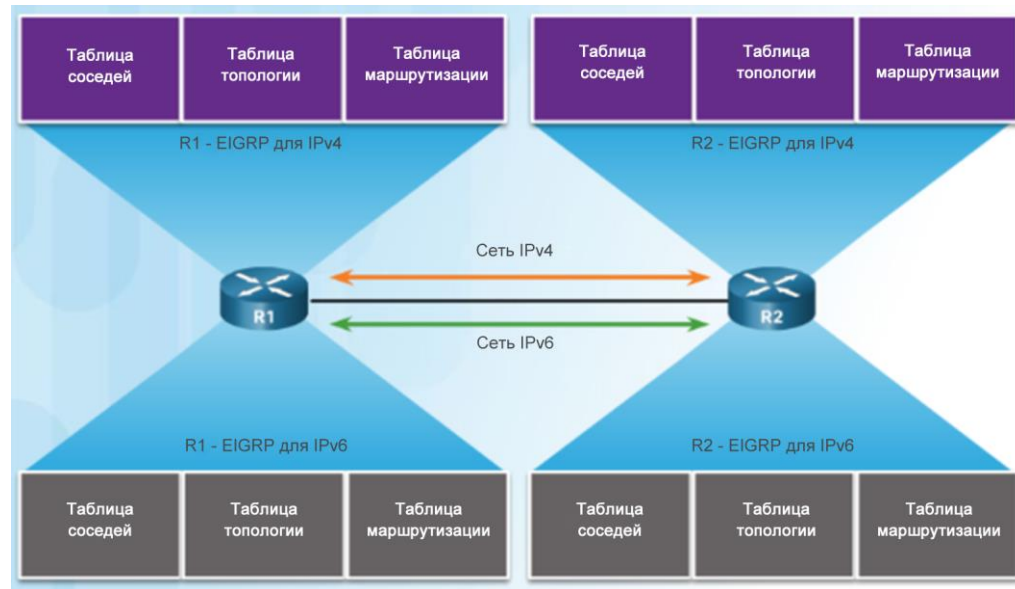 Таблица
соседей
Таблица
топологии
Таблица
маршрутизации
Таблица
соседей
Таблица
топологии
Таблица
маршрутизации
R1 - EIGRP для IPv4
R2 - EIGRP для IPv4
Сеть IPv4
R1
R2
Сеть IPv6
R1 - EIGRP для IPv6
R2 - EIGRP для IPv6
Таблица
соседей
Таблица
топологии
Таблица
маршрутизации
Таблица
соседей
Таблица
топологии
Таблица
маршрутизации